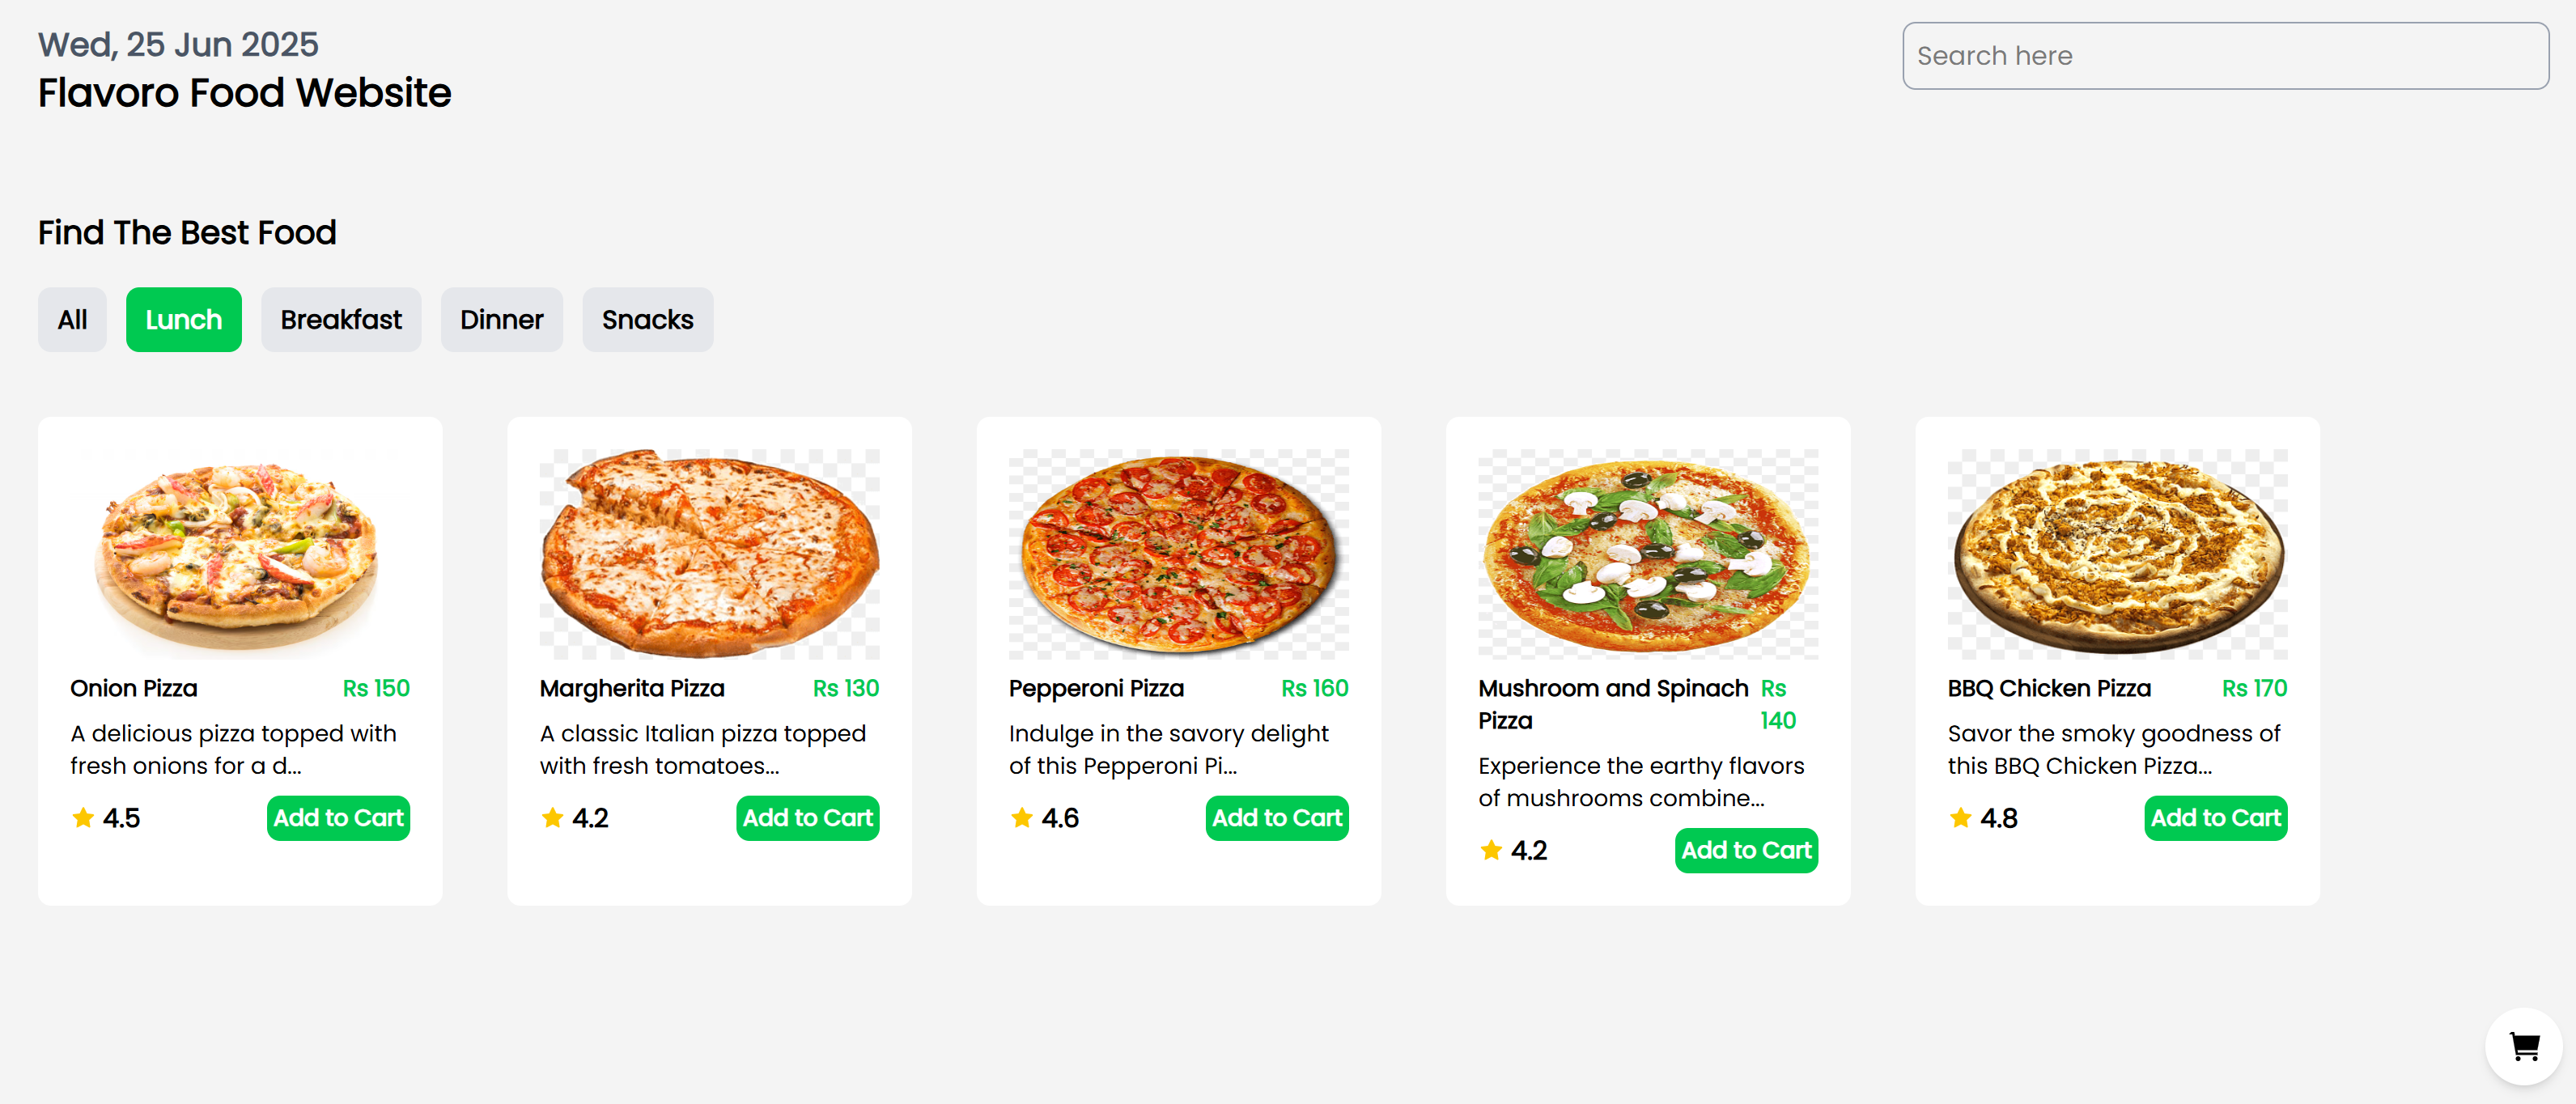 Wed, 25 Jun 2025
Search here
Flavoro Food Website
Find The Best Food
All
Lunch
Breakfast
Dinner
Snacks
Onion Pizza
Rs 150
A delicious pizza topped with
fresh onions for a d...
4.5
Add to Cart
Margherita Pizza
Rs 130
A classic Italian pizza topped
with fresh tomatoes...
4.2
Add to Cart
Pepperoni Pizza
Rs 160
Indulge in the savory delight
of this Pepperoni Pi...
4.6
Add to Cart
Mushroom and Spinach
Pizza
Rs
140
Experience the earthy flavors
of mushrooms combine...
4.2
Add to Cart
BBQ Chicken Pizza
Rs 170
Savor the smoky goodness of
this BBQ Chicken Pizza...
4.8
Add to Cart